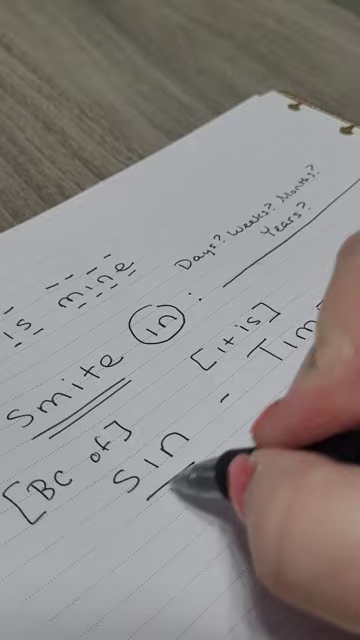 is mine
Days? Weeks? Months?
Years?
Smite in :
[BC of] [it is]
Sin - Tim